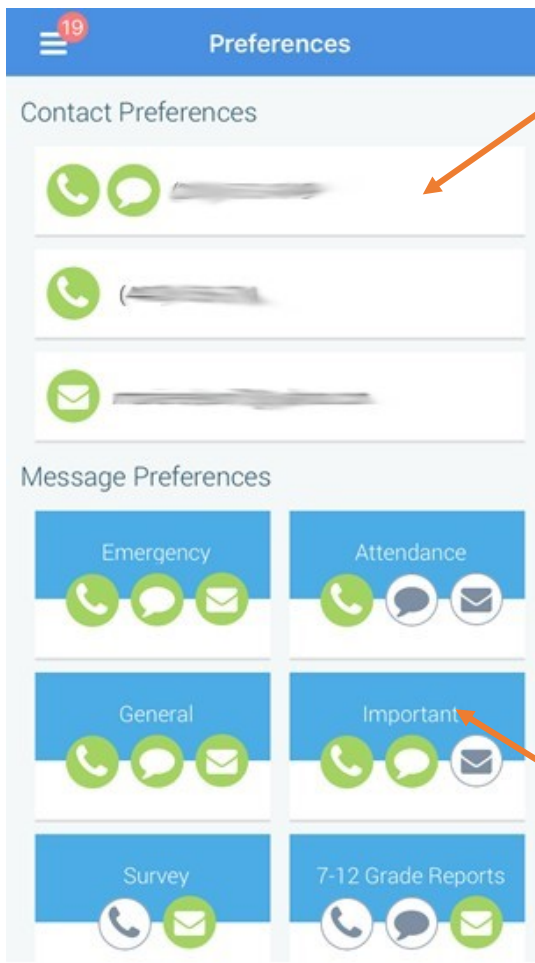 19
Preferences
Contact Preferences
Message Preferences
Emergency
Attendance
General
Important
Survey
7-12 Grade Reports